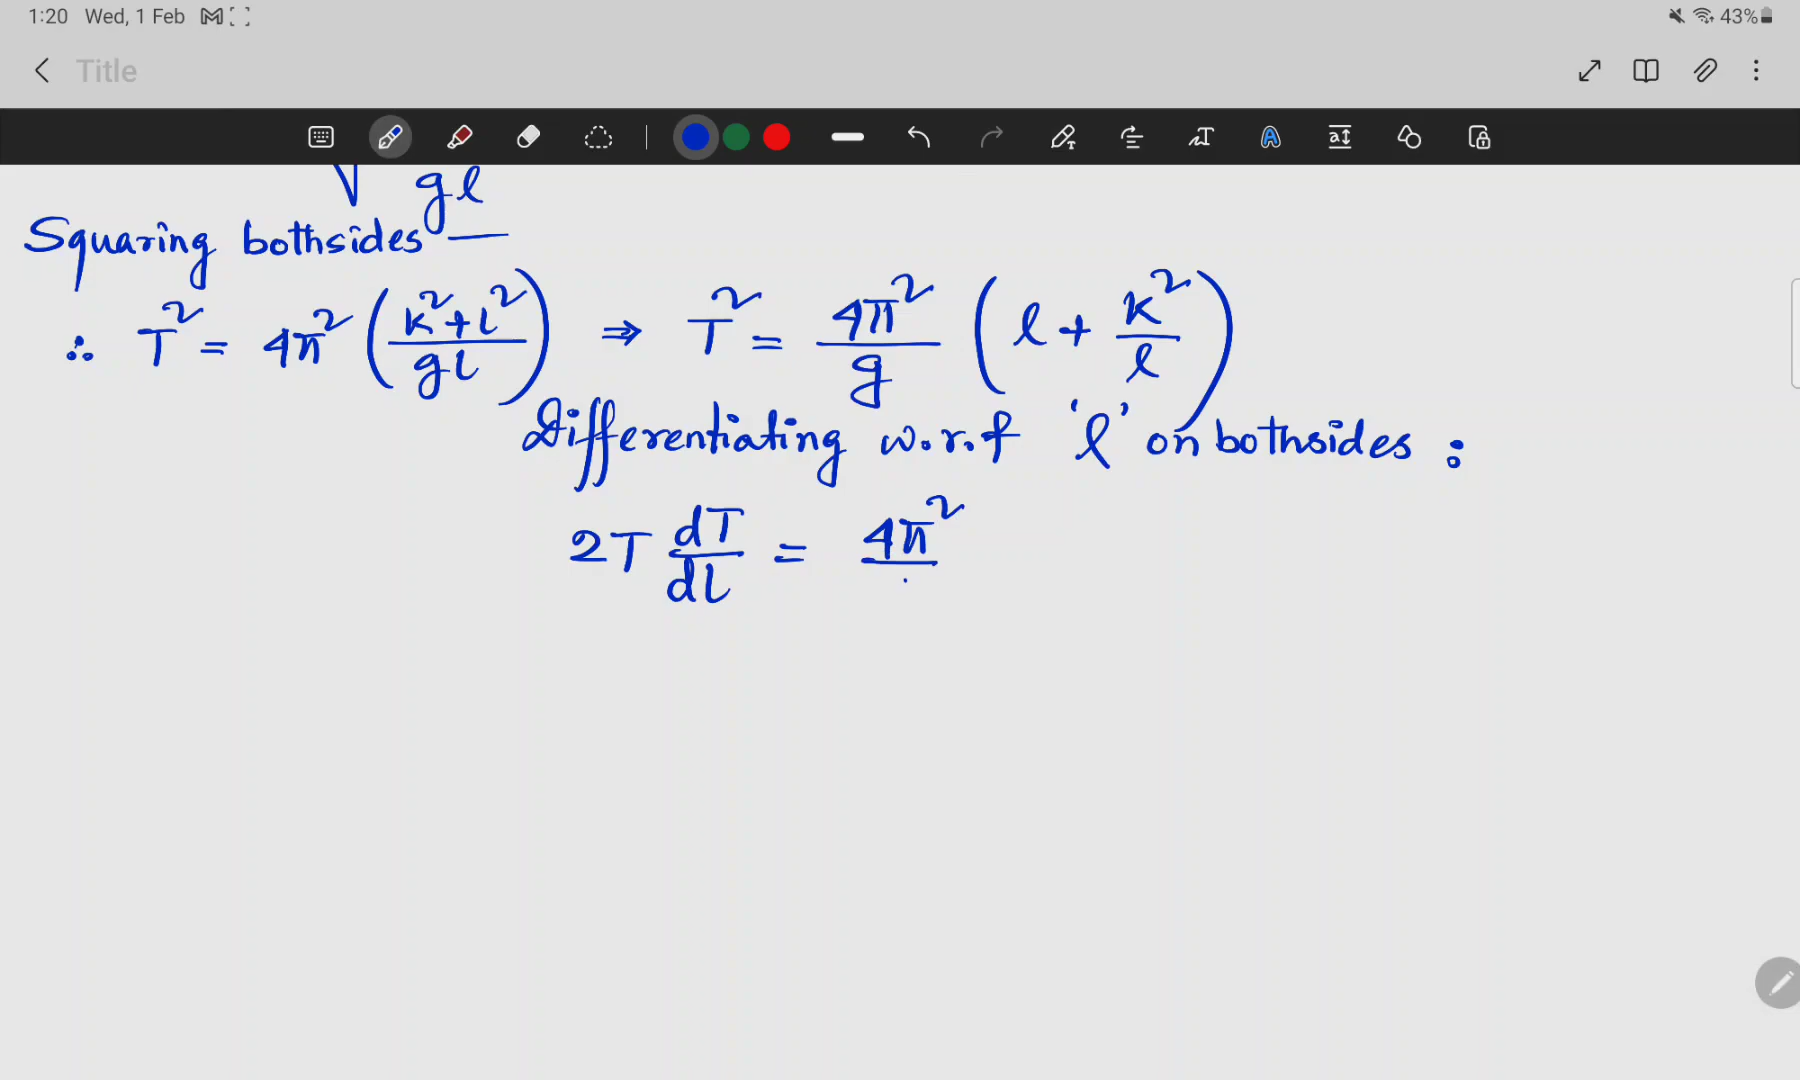 1:20 Wed, 1 Feb 43%
Title
√ gl
Squaring bothsides —
∴ T² = 4π² (k²+l² / gl) ⇒ T² = 4π²/g (l + k²/l)
Differentiating w.r.t 'l' on bothsides :
2T dT/dl = 4π²